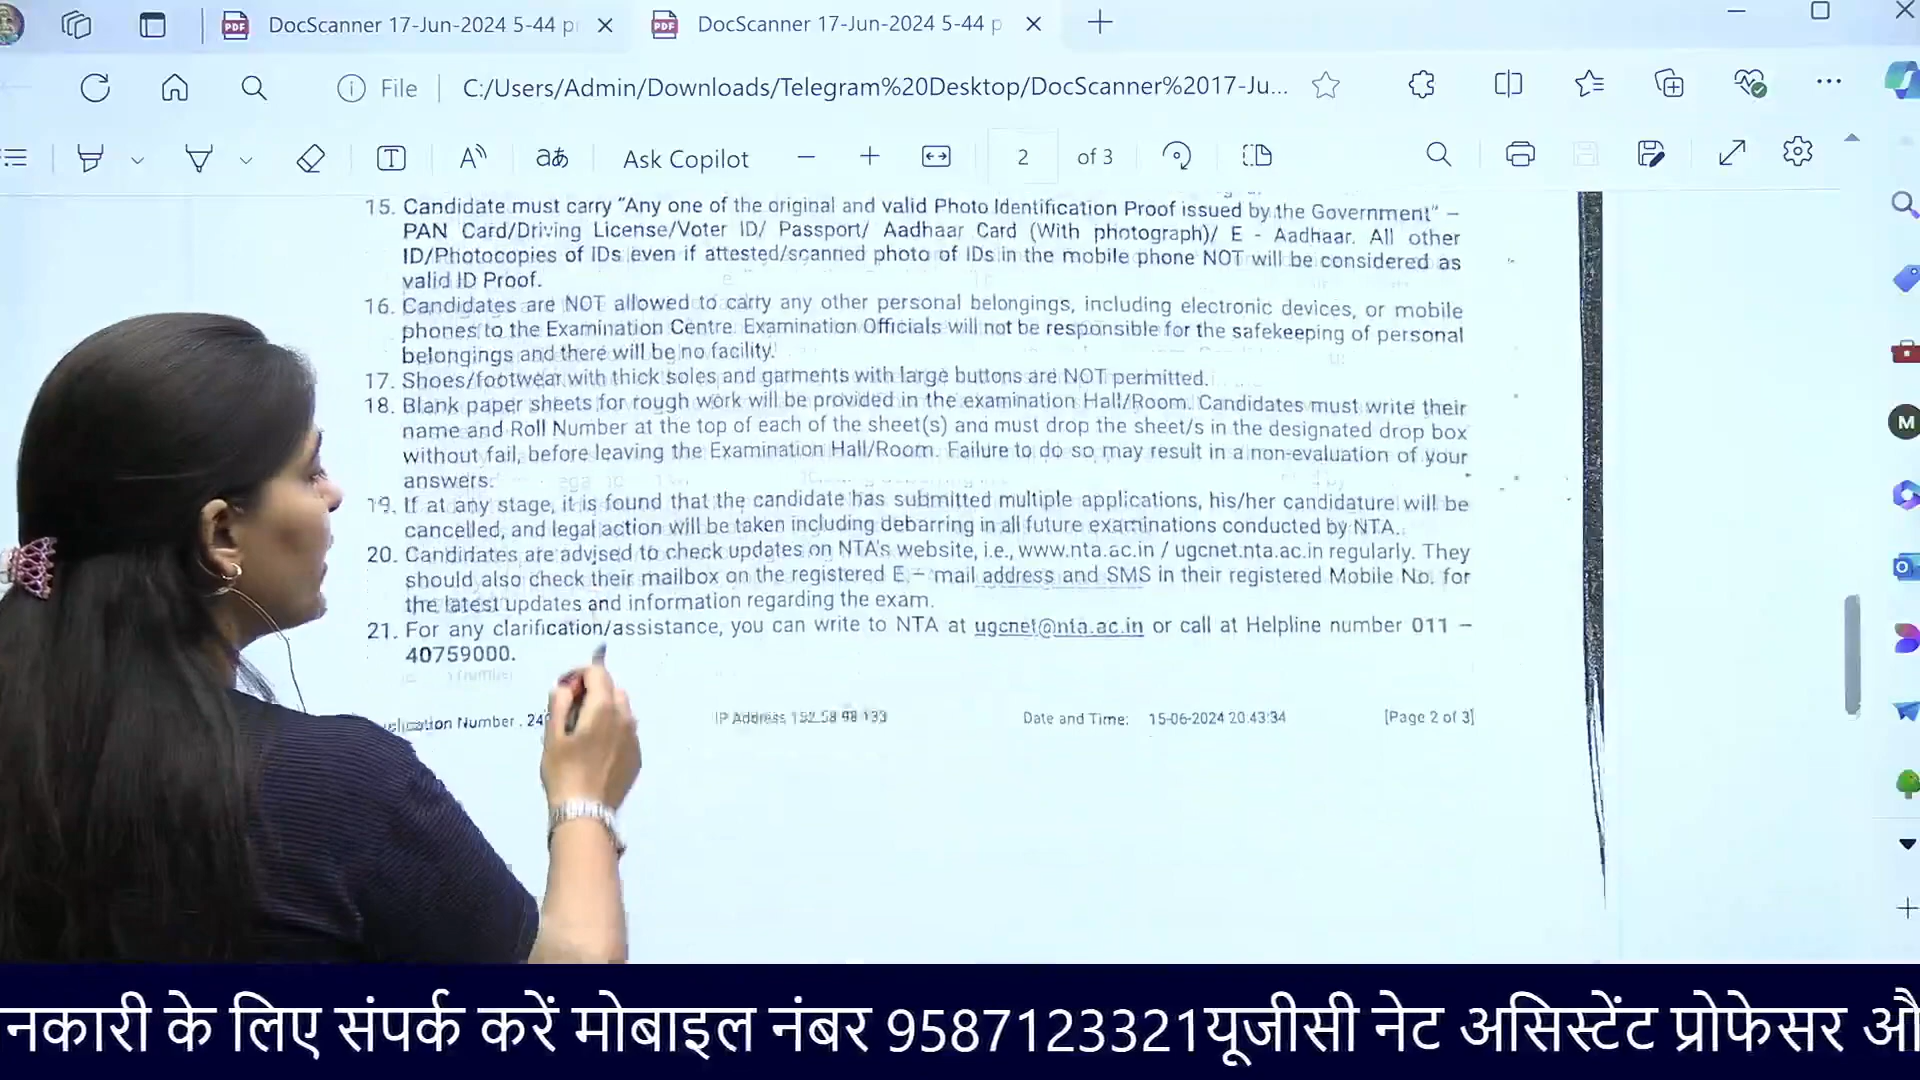 DocScanner 17-Jun-2024 5-44 p
DocScanner 17-Jun-2024 5-44 p
File
C:/Users/Admin/Downloads/Telegram%20Desktop/DocScanner%2017-Ju...
Ask Copilot
2 of 3
15. Candidate must carry "Any one of the original and valid Photo Identification Proof issued by the Government" –
PAN Card/Driving License/Voter ID/ Passport/ Aadhaar Card (With photograph)/ E - Aadhaar. All other
ID/Photocopies of IDs even if attested/scanned photo of IDs in the mobile phone NOT will be considered as
valid ID Proof.
16. Candidates are NOT allowed to carry any other personal belongings, including electronic devices, or mobile
phones to the Examination Centre. Examination Officials will not be responsible for the safekeeping of personal
belongings and there will be no facility.
17. Shoes/footwear with thick soles and garments with large buttons are NOT permitted.
18. Blank paper sheets for rough work will be provided in the examination Hall/Room. Candidates must write their
name and Roll Number at the top of each of the sheet(s) and must drop the sheet/s in the designated drop box
without fail, before leaving the Examination Hall/Room. Failure to do so may result in a non-evaluation of your
answers.
19. If at any stage, it is found that the candidate has submitted multiple applications, his/her candidature will be
cancelled, and legal action will be taken including debarring in all future examinations conducted by NTA.
20. Candidates are advised to check updates on NTA's website, i.e., www.nta.ac.in / ugcnet.nta.ac.in regularly. They
should also check their mailbox on the registered E – mail address and SMS in their registered Mobile No. for
the latest updates and information regarding the exam.
21. For any clarification/assistance, you can write to NTA at ugcnet@nta.ac.in or call at Helpline number 011 –
40759000.
Number 24 IP Address Date and Time: 15-06-2024 20:43:34 [Page 2 of 3]
M
नकारी के लिए संपर्क करें मोबाइल नंबर 9587123321यूजीसी नेट असिस्टेंट प्रोफेसर औ